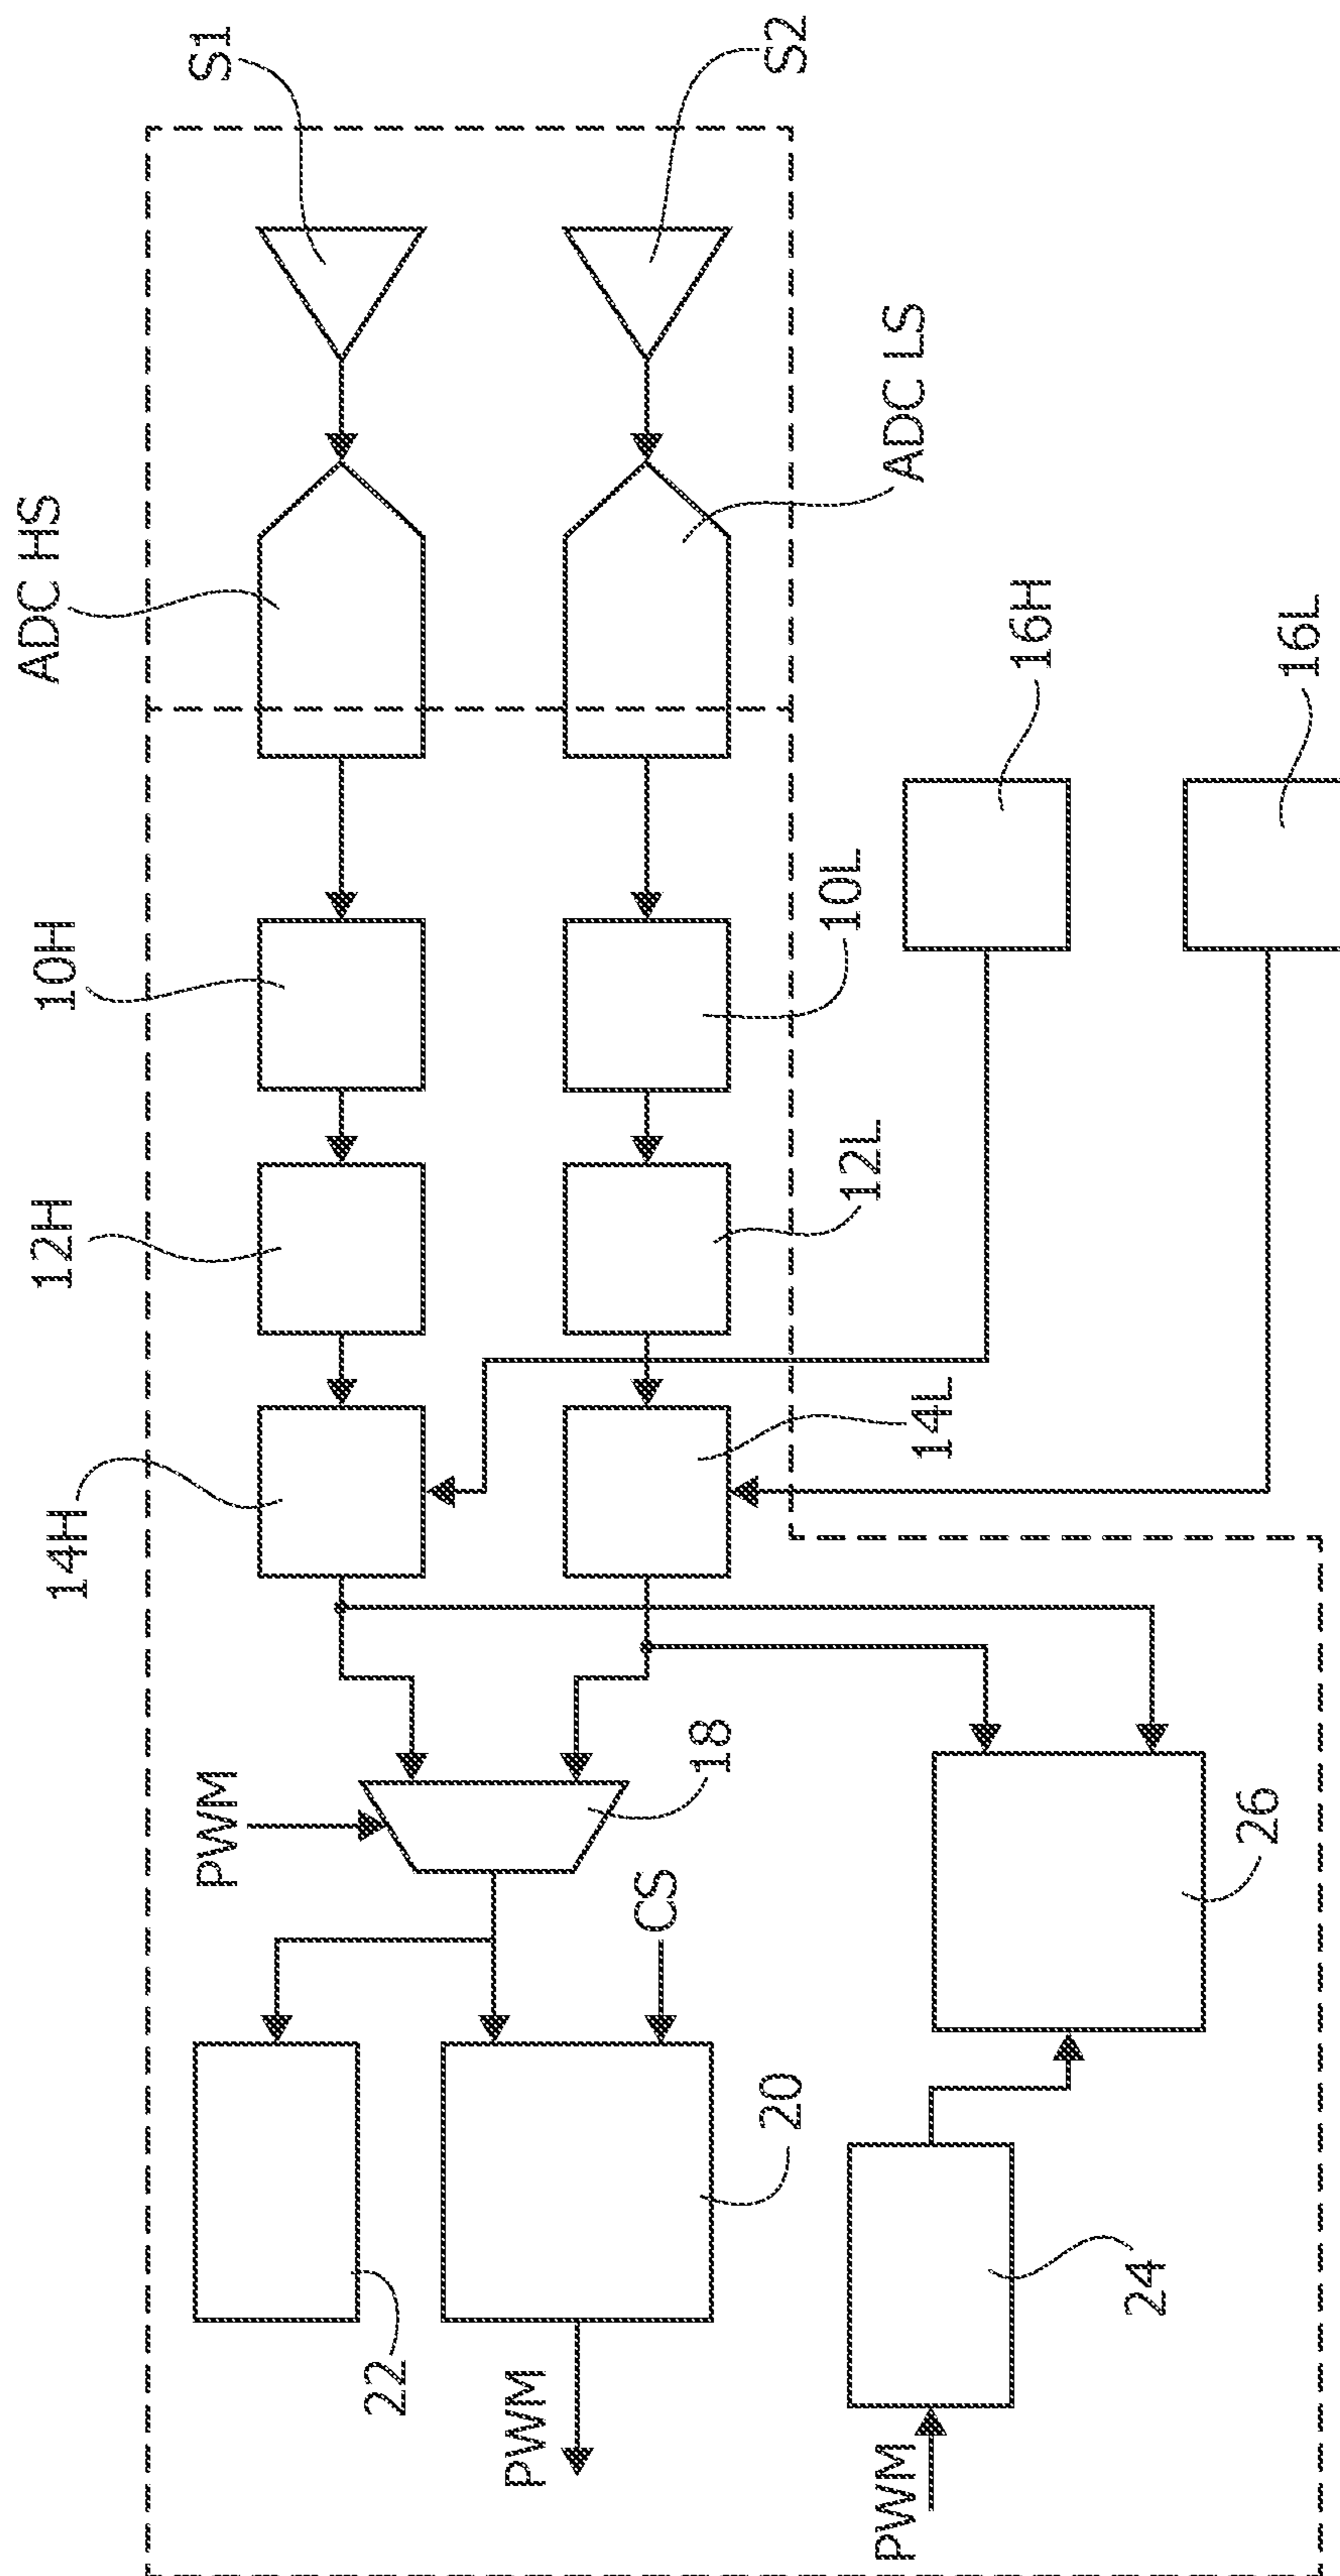 S1
S2
ADC HS
ADC LS
10H
10L
16H
16L
12H
12L
14H
14L
PWM
18
CS
26
22
20
PWM
24
PWM